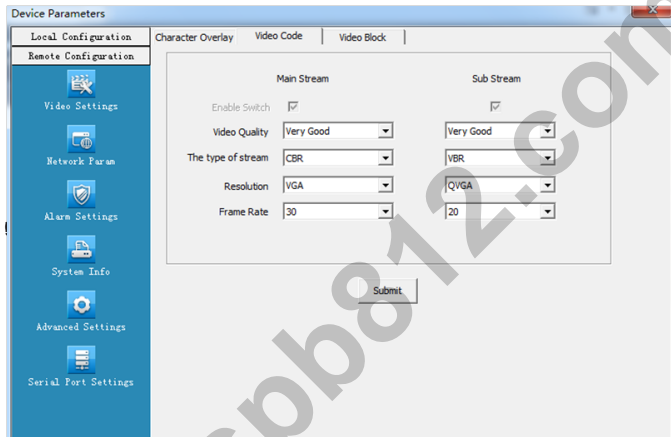 Device Parameters
Local Configuration
Remote Configuration
Video Settings
Network Param
Alarm Settings
System Info
Advanced Settings
Serial Port Settings
Character Overlay Video Code Video Block
Main Stream Sub Stream
Enable Switch
Video Quality Very Good Very Good
The type of stream CBR VBR
Resolution VGA QVGA
Frame Rate 30 20
Submit
spb812.com